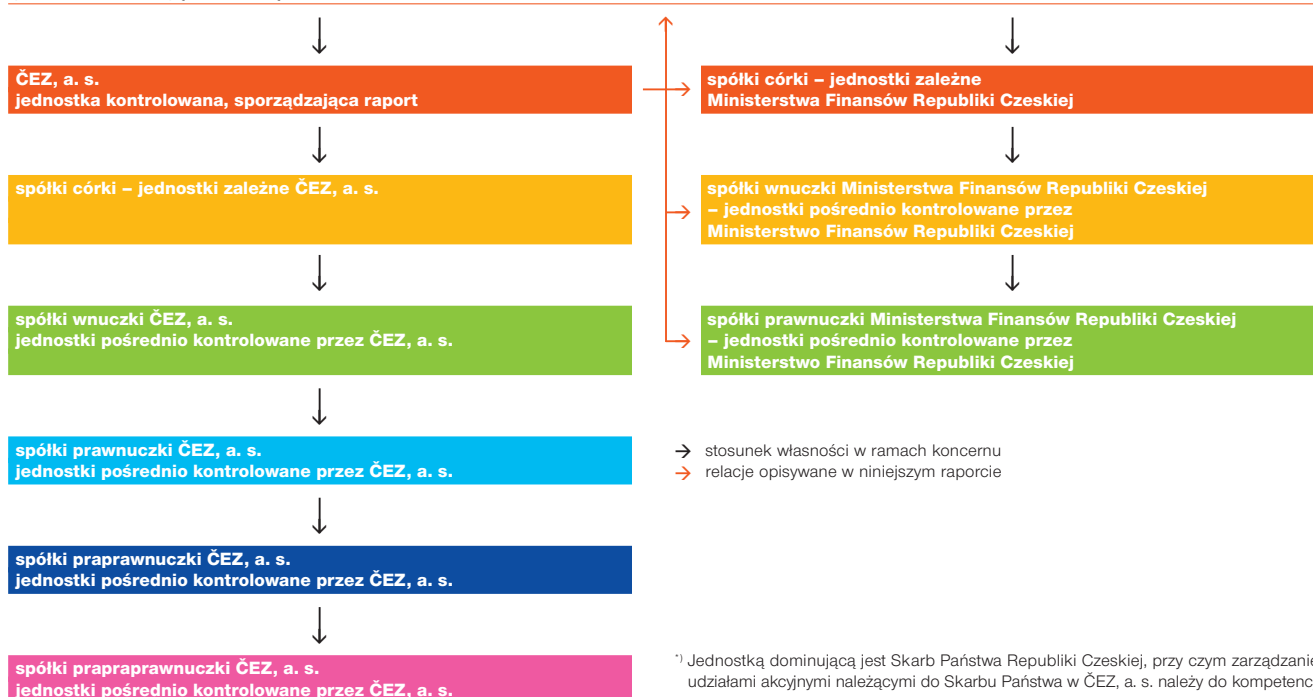 ČEZ, a. s.
jednostka kontrolowana, sporządzająca raport
spółki córki – jednostki zależne
Ministerstwa Finansów Republiki Czeskiej
spółki córki – jednostki zależne ČEZ, a. s.
spółki wnuczki Ministerstwa Finansów Republiki Czeskiej
– jednostki pośrednio kontrolowane przez
Ministerstwo Finansów Republiki Czeskiej
spółki wnuczki ČEZ, a. s.
jednostki pośrednio kontrolowane przez ČEZ, a. s.
spółki prawnuczki Ministerstwa Finansów Republiki Czeskiej
– jednostki pośrednio kontrolowane przez
Ministerstwo Finansów Republiki Czeskiej
spółki prawnuczki ČEZ, a. s.
jednostki pośrednio kontrolowane przez ČEZ, a. s.
→ stosunek własności w ramach koncernu
→ relacje opisywane w niniejszym raporcie
spółki praprawnuczki ČEZ, a. s.
jednostki pośrednio kontrolowane przez ČEZ, a. s.
spółki prapraprawnuczki ČEZ, a. s.
jednostki pośrednio kontrolowane przez ČEZ, a. s.
*) Jednostką dominującą jest Skarb Państwa Republiki Czeskiej, przy czym zarządzanie
udziałami akcyjnymi należącymi do Skarbu Państwa w ČEZ, a. s. należy do kompetenc